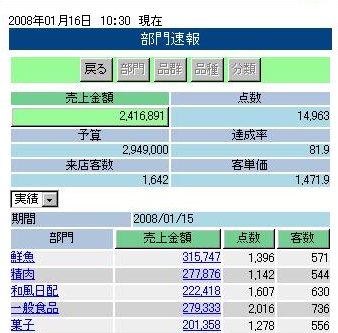 2008年01月16日 10:30 現在
部門速報
戻る 部門 品群 品種 分類
売上金額 点数
2,416,891 14,963
予算 達成率
2,949,000 81.9
来店客数 客単価
1,642 1,471.9
実績
期間 2008/01/15
部門 売上金額 点数 客数
鮮魚 315,747 1,396 571
精肉 277,876 1,142 544
和風日配 222,418 1,607 630
一般食品 279,333 2,016 736
菓子 201,358 1,278 556